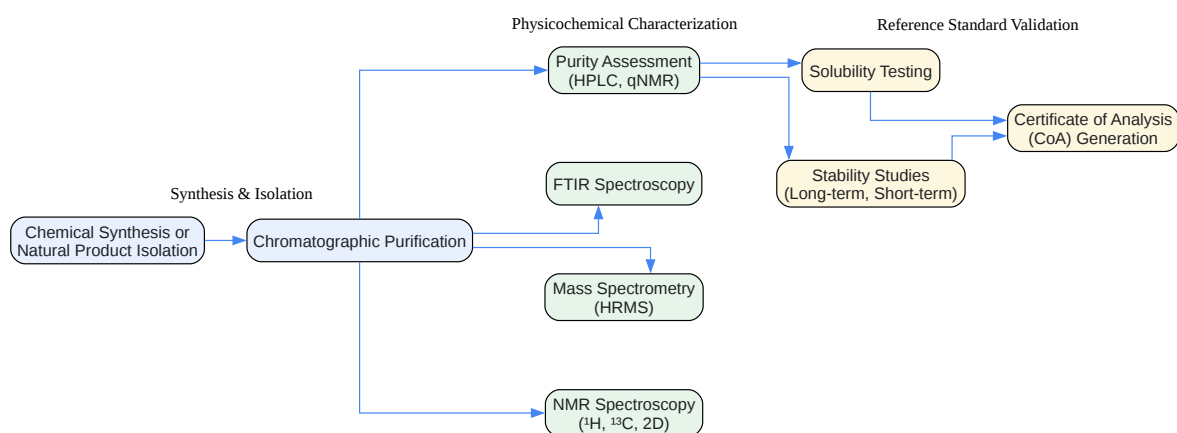 Physicochemical Characterization
Reference Standard Validation
Purity Assessment
(HPLC, qNMR)
Solubility Testing
Certificate of Analysis
(CoA) Generation
FTIR Spectroscopy
Stability Studies
(Long-term, Short-term)
Synthesis & Isolation
Chemical Synthesis or
Natural Product Isolation
Chromatographic Purification
Mass Spectrometry
(HRMS)
NMR Spectroscopy
(¹H, ¹³C, 2D)